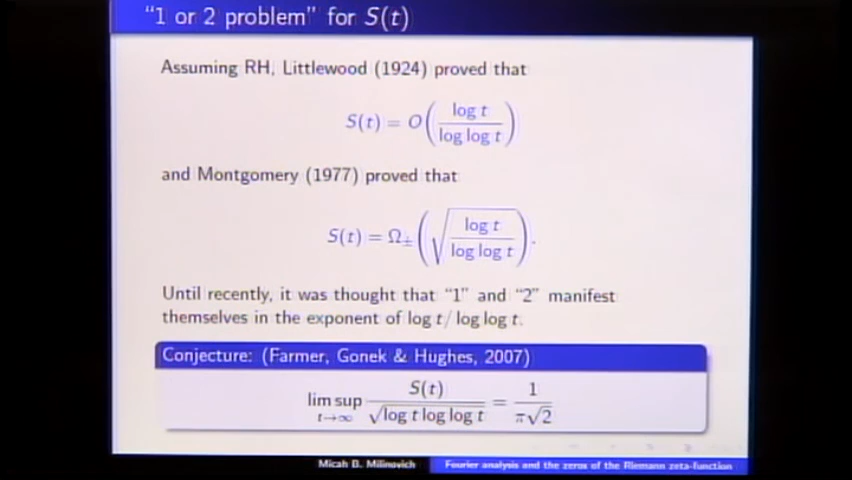 “1 or 2 problem” for S(t)
Assuming RH, Littlewood (1924) proved that
S(t) = O(log t / log log t)
and Montgomery (1977) proved that
S(t) = Ω±(√(log t / log log t)).
Until recently, it was thought that “1” and “2” manifest
themselves in the exponent of log t/ log log t.
Conjecture: (Farmer, Gonek & Hughes, 2007)
lim sup t→∞ S(t) / √(log t log log t) = 1 / π√2
Micah B. Milinovich Fourier analysis and the zeros of the Riemann zeta-function